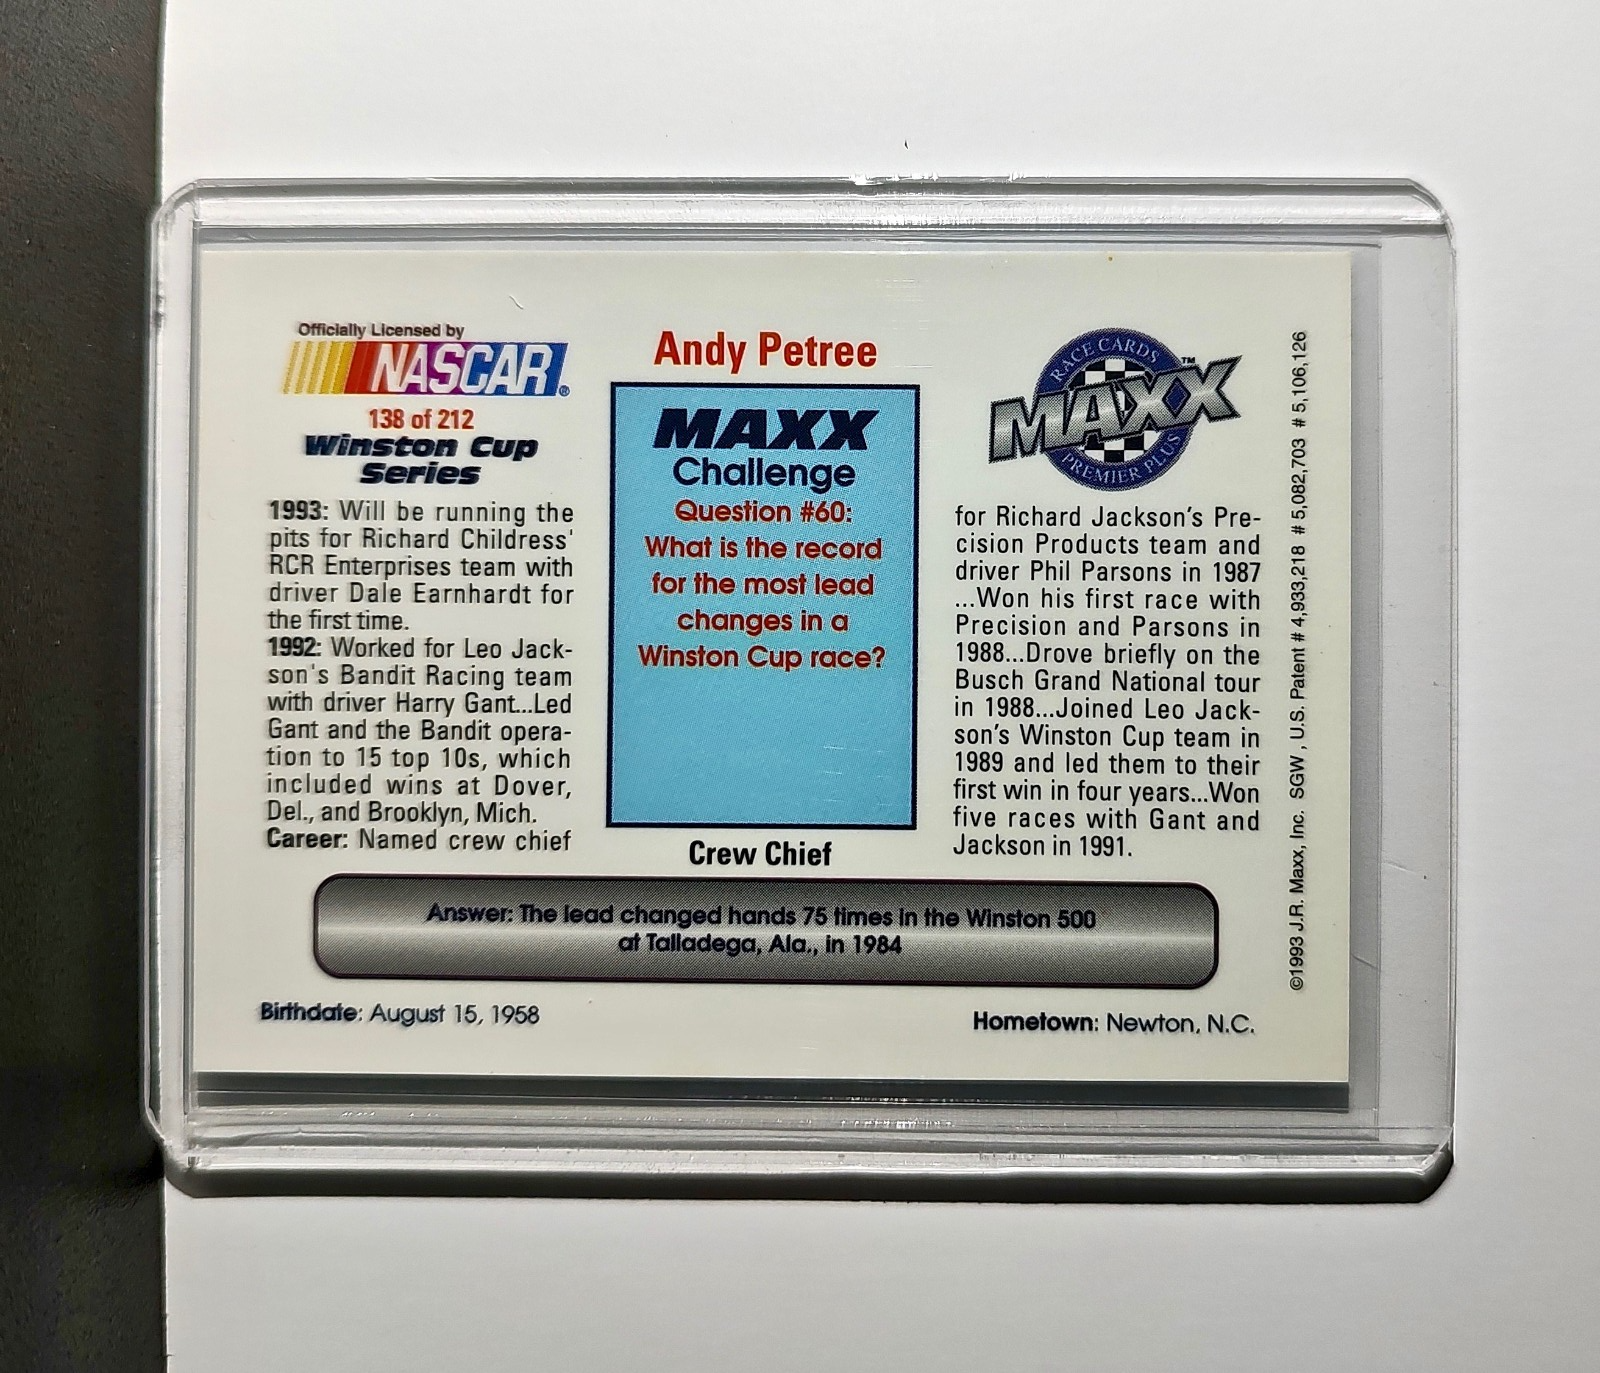 Officially Licensed by
NASCAR®
138 of 212
Winston Cup
Series
1993: Will be running the
pits for Richard Childress'
RCR Enterprises team with
driver Dale Earnhardt for
the first time.
1992: Worked for Leo Jack-
son's Bandit Racing team
with driver Harry Gant...Led
Gant and the Bandit opera-
tion to 15 top 10s, which
included wins at Dover,
Del., and Brooklyn, Mich.
Career: Named crew chief
Andy Petree
MAXX
Challenge
Question #60:
What is the record
for the most lead
changes in a
Winston Cup race?
Crew Chief
RACE CARDS
MAXX™
PREMIER PLUS
for Richard Jackson's Pre-
cision Products team and
driver Phil Parsons in 1987
...Won his first race with
Precision and Parsons in
1988...Drove briefly on the
Busch Grand National tour
in 1988...Joined Leo Jack-
son's Winston Cup team in
1989 and led them to their
first win in four years...Won
five races with Gant and
Jackson in 1991.
Answer: The lead changed hands 75 times in the Winston 500
at Talladega, Ala., in 1984
Birthdate: August 15, 1958
Hometown: Newton, N.C.
©1993 J.R. Maxx, Inc. SGW, U.S. Patent # 4,933,218 # 5,082,703 # 5,106,126